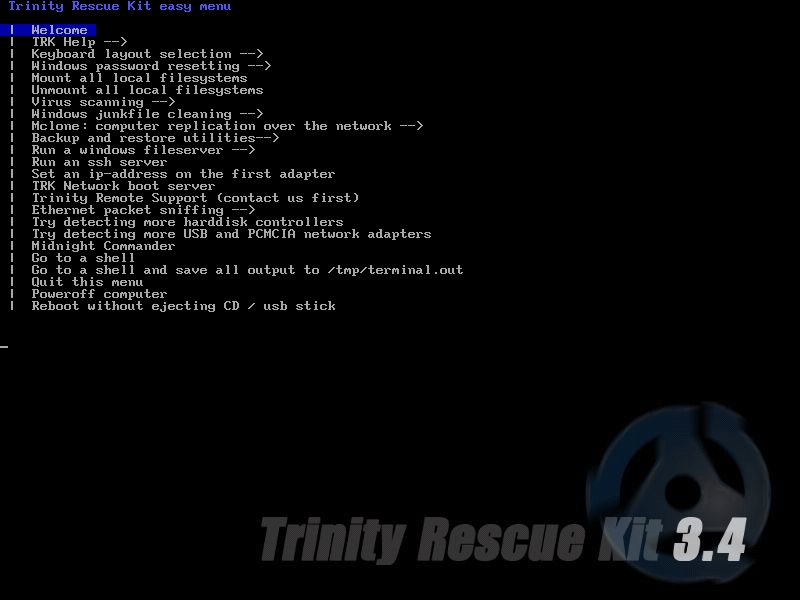 Trinity Rescue Kit easy menu
| Welcome
| TRK Help -->
| Keyboard layout selection -->
| Windows password resetting -->
| Mount all local filesystems
| Unmount all local filesystems
| Virus scanning -->
| Windows junkfile cleaning -->
| Mclone: computer replication over the network -->
| Backup and restore utilities-->
| Run a windows fileserver -->
| Run an ssh server
| Set an ip-address on the first adapter
| TRK Network boot server
| Trinity Remote Support (contact us first)
| Ethernet packet sniffing -->
| Try detecting more harddisk controllers
| Try detecting more USB and PCMCIA network adapters
| Midnight Commander
| Go to a shell
| Go to a shell and save all output to /tmp/terminal.out
| Quit this menu
| Poweroff computer
| Reboot without ejecting CD / usb stick
_
Trinity Rescue Kit 3.4